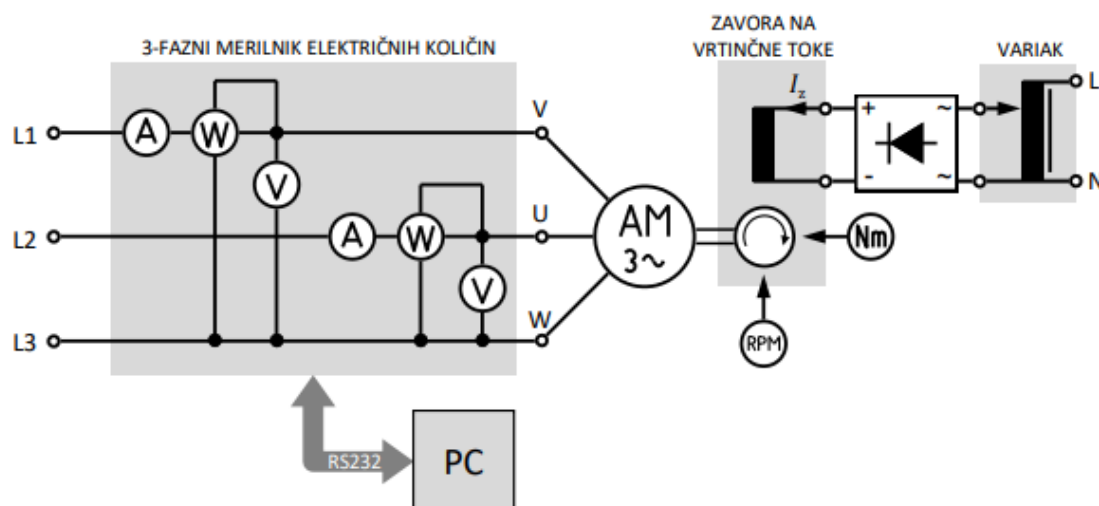 3-FAZNI MERILNIK ELEKTRIČNIH KOLIČIN
ZAVORA NA
VRTINČNE TOKE
VARIAK
L1
A
W
V
V
Iz
+
~
-
~
L
N
L2
A
W
V
U
AM
3~
Nm
L3
W
RPM
RS232
PC